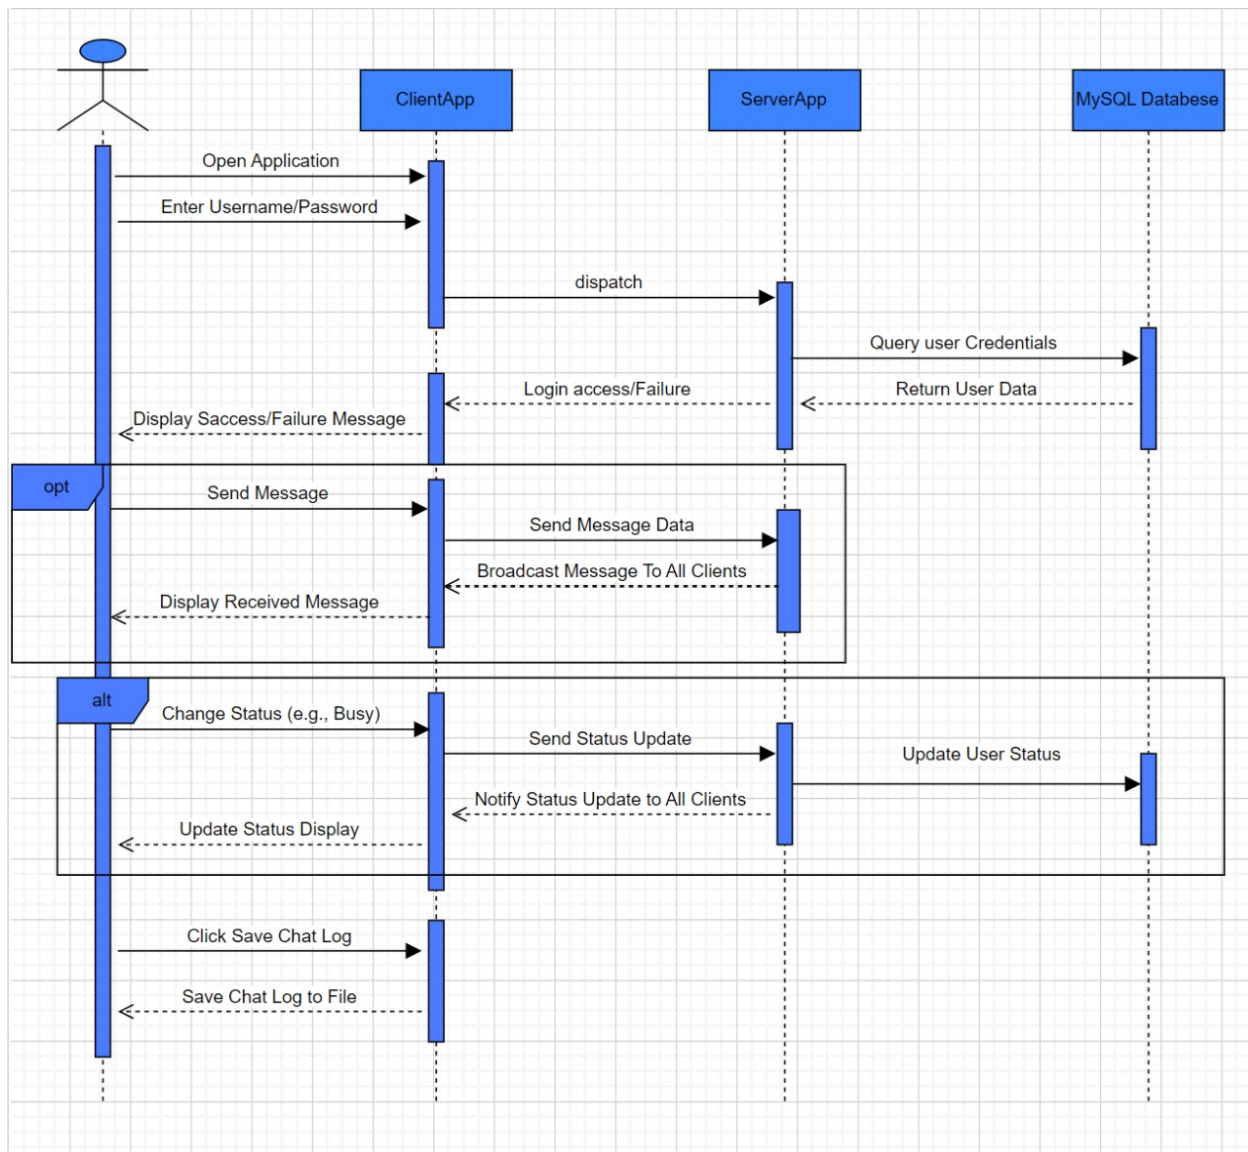 ClientApp
ServerApp
MySQL Databese
Open Application
Enter Username/Password
dispatch
Query user Credentials
Login access/Failure
Return User Data
Display Saccess/Failure Message
opt
Send Message
Send Message Data
Broadcast Message To All Clients
Display Received Message
alt
Change Status (e.g., Busy)
Send Status Update
Update User Status
Notify Status Update to All Clients
Update Status Display
Click Save Chat Log
Save Chat Log to File